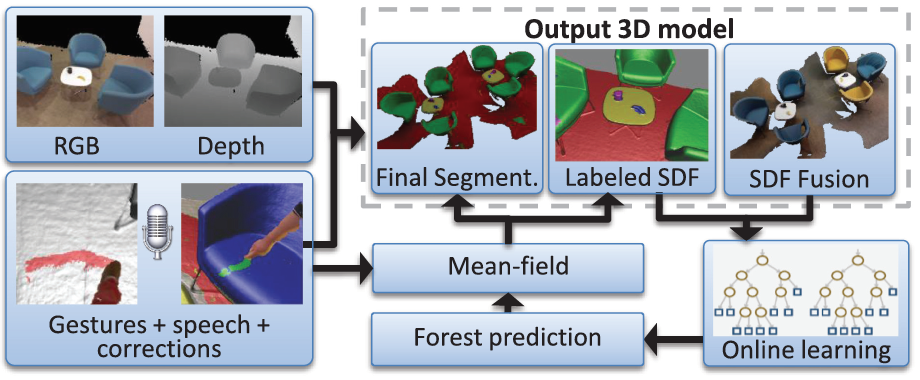 Output 3D model
RGB
Depth
Final Segment.
Labeled SDF
SDF Fusion
Gestures + speech +
corrections
Mean-field
Forest prediction
Online learning